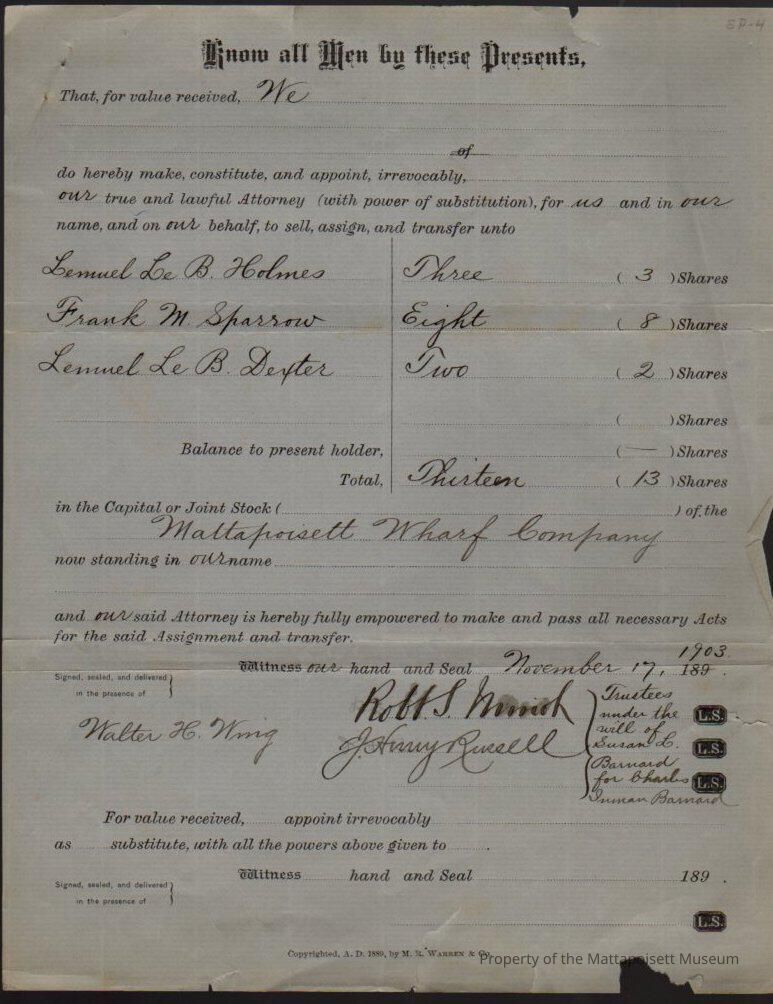 SP-4
Know all Men by these Presents,
That, for value received, We
of
do hereby make, constitute, and appoint, irrevocably,
our true and lawful Attorney (with power of substitution), for us and in our
name, and on our behalf, to sell, assign, and transfer unto
Lemuel Le B. Holmes Three ( 3 ) Shares
Frank M. Sparrow Eight ( 8 ) Shares
Lemuel Le B. Dexter Two ( 2 ) Shares
( ) Shares
Balance to present holder, ( — ) Shares
Total, Thirteen ( 13 ) Shares
in the Capital or Joint Stock ( ) of the
Mattapoisett Wharf Company
now standing in our name
and our said Attorney is hereby fully empowered to make and pass all necessary Acts
for the said Assignment and transfer.
1903
Witness our hand and Seal November 17, 189 .
Signed, sealed, and delivered
in the presence of
Walter H. Wing
Robt. S.
J. Henry Russell
Trustees
under the
will of
Susan L.
Barnard
for Charles
Inman Barnard
L.S.
L.S.
L.S.
For value received, appoint irrevocably
as substitute, with all the powers above given to .
Witness hand and Seal 189 .
Signed, sealed, and delivered
in the presence of
L.S.
Copyrighted, A. D. 1889, by M. R. Warren & Co.
Property of the Mattapoisett Museum